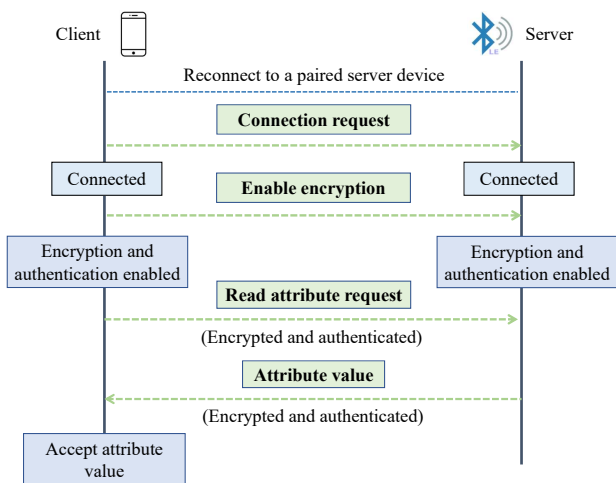 Client
LE
Server
Reconnect to a paired server device
Connection request
Connected
Connected
Enable encryption
Encryption and
authentication enabled
Encryption and
authentication enabled
Read attribute request
(Encrypted and authenticated)
Attribute value
(Encrypted and authenticated)
Accept attribute
value